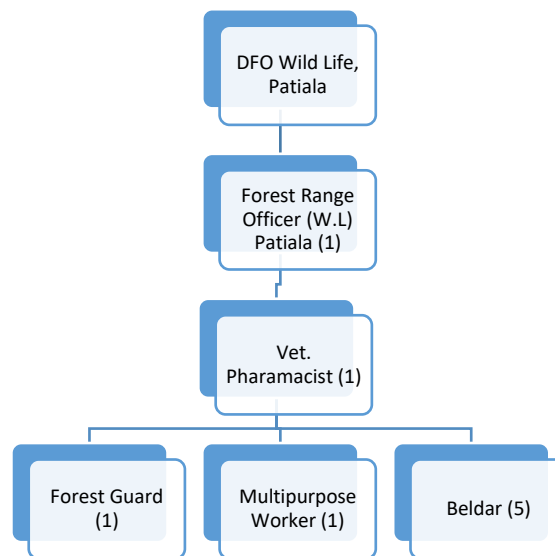 DFO Wild Life,
Patiala
Forest Range
Officer (W.L)
Patiala (1)
Vet.
Pharamacist (1)
Forest Guard
(1)
Multipurpose
Worker (1)
Beldar (5)